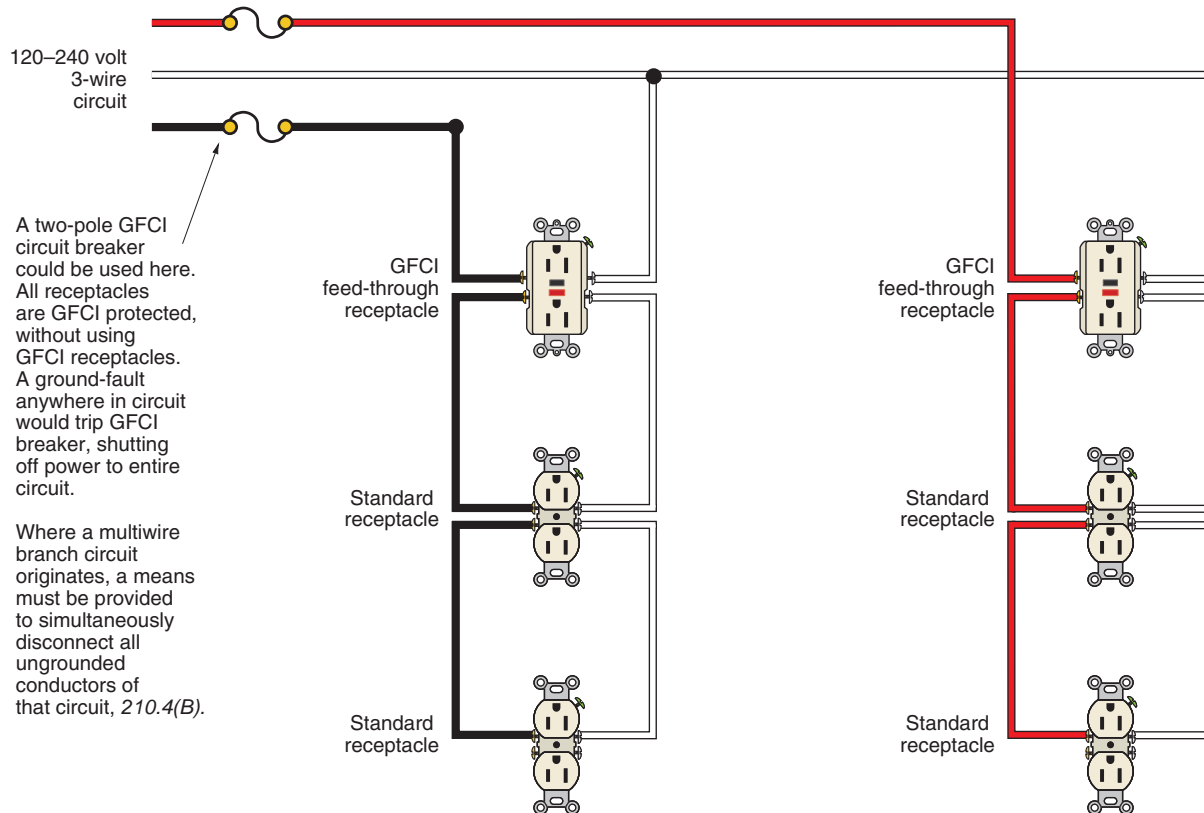 120–240 volt
3-wire
circuit
A two-pole GFCI
circuit breaker
could be used here.
All receptacles
are GFCI protected,
without using
GFCI receptacles.
A ground-fault
anywhere in circuit
would trip GFCI
breaker, shutting
off power to entire
circuit.
Where a multiwire
branch circuit
originates, a means
must be provided
to simultaneously
disconnect all
ungrounded
conductors of
that circuit, 210.4(B).
GFCI
feed-through
receptacle
Standard
receptacle
Standard
receptacle
GFCI
feed-through
receptacle
Standard
receptacle
Standard
receptacle